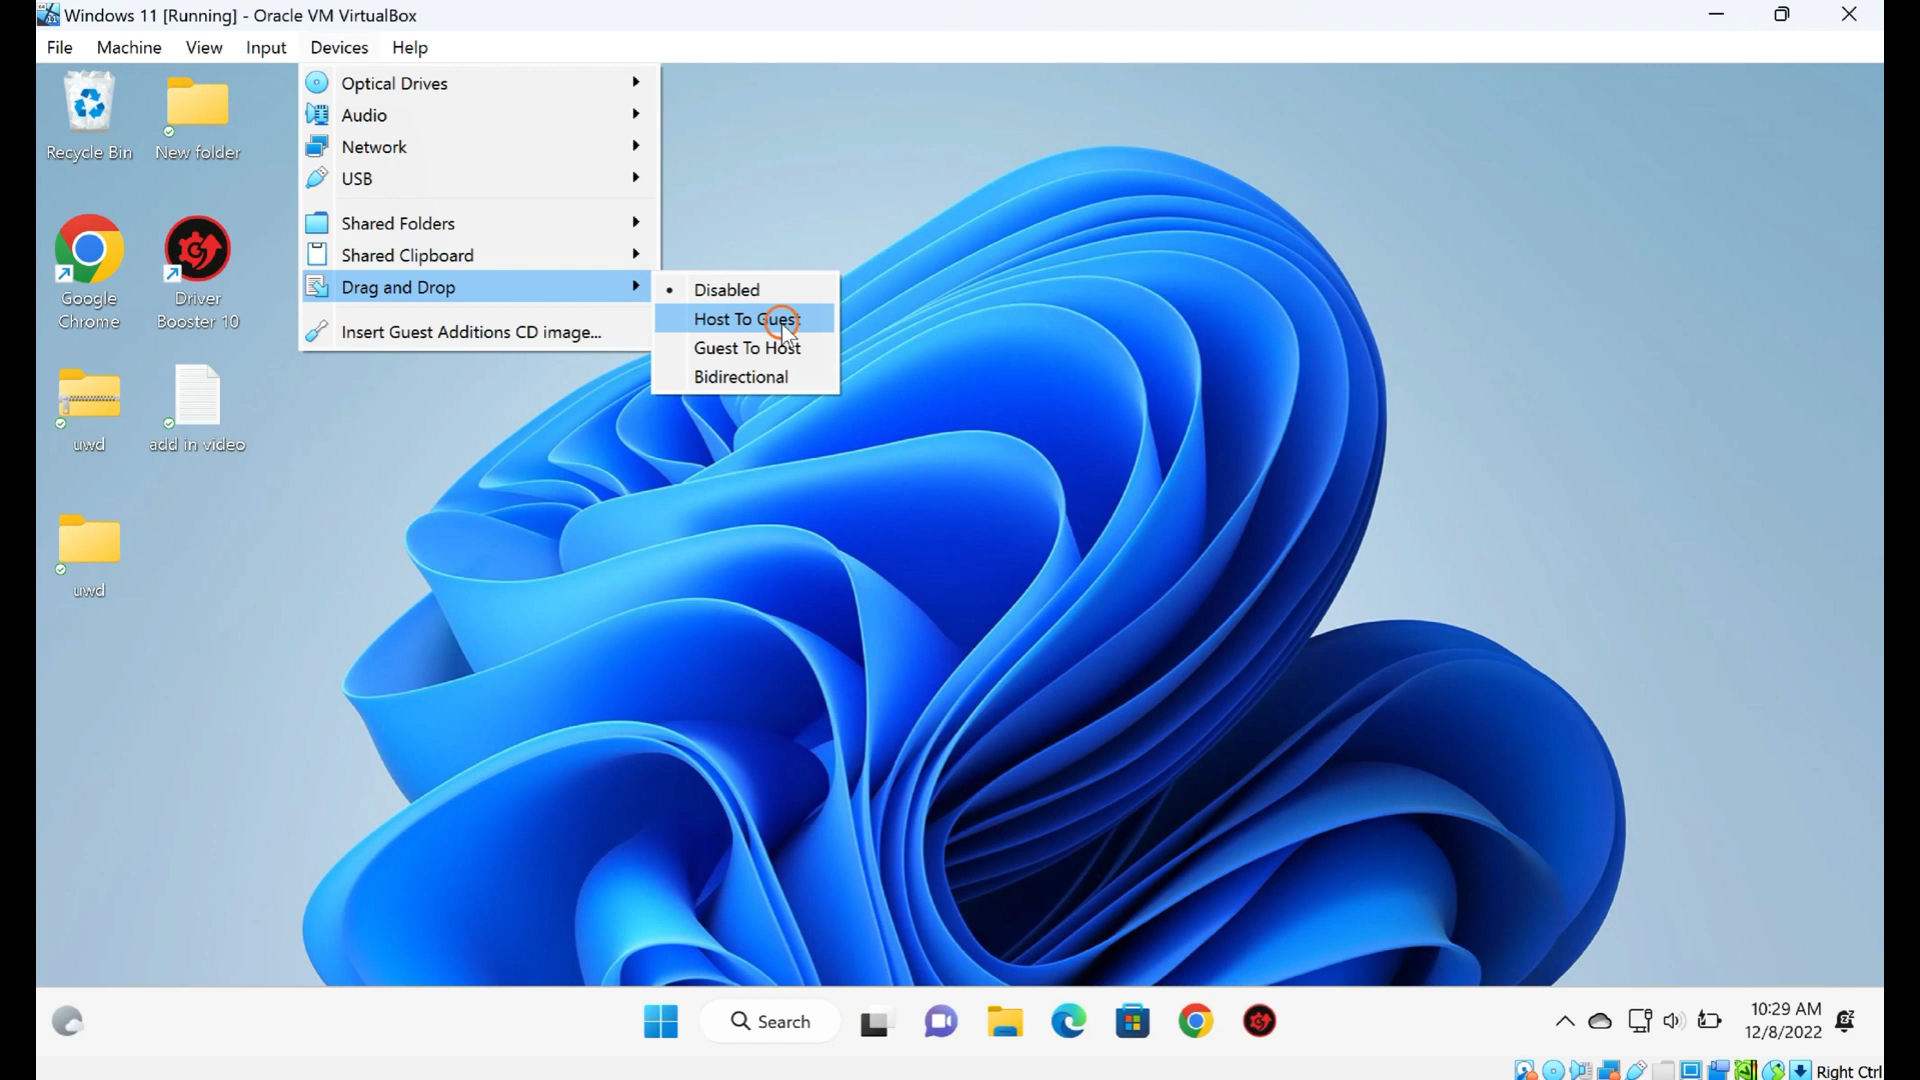 Windows 11 [Running] - Oracle VM VirtualBox
File Machine View Input Devices Help
Optical Drives
Audio
Network
USB
Shared Folders
Shared Clipboard
Drag and Drop
Insert Guest Additions CD image...
Disabled
Host To Guest
Guest To Host
Bidirectional
Recycle Bin
New folder
Google
Chrome
Driver
Booster 10
uwd
add in video
uwd
Search
10:29 AM
12/8/2022
Right Ctrl